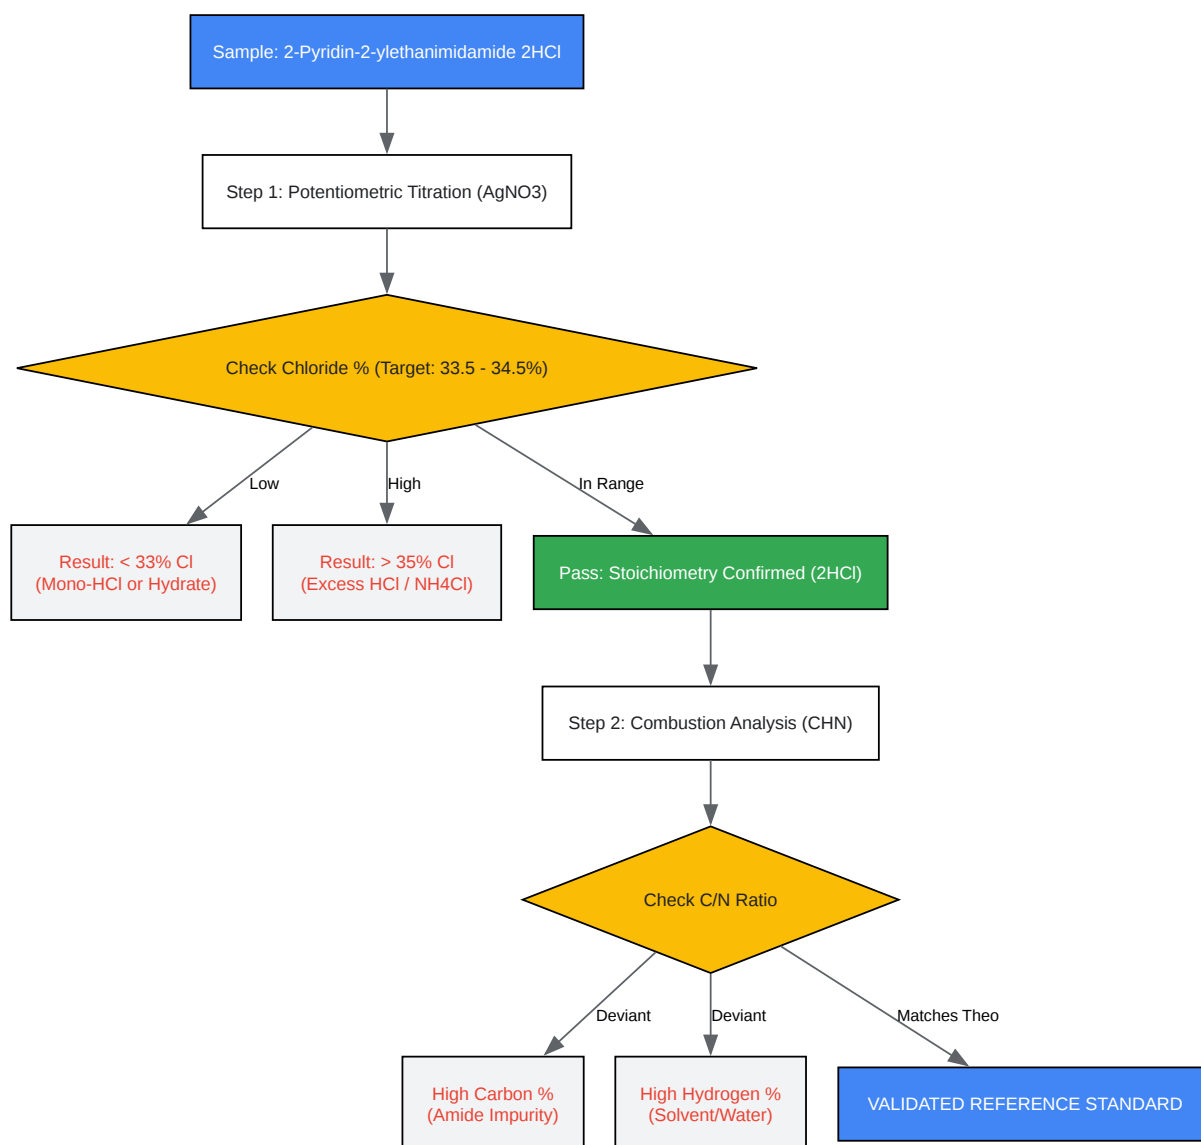 Sample: 2-Pyridin-2-ylethanimidamide 2HCl
Step 1: Potentiometric Titration (AgNO3)
Check Chloride % (Target: 33.5 - 34.5%)
Low
High
In Range
Result: < 33% Cl
(Mono-HCl or Hydrate)
Result: > 35% Cl
(Excess HCl / NH4Cl)
Pass: Stoichiometry Confirmed (2HCl)
Step 2: Combustion Analysis (CHN)
Check C/N Ratio
Deviant
Deviant
Matches Theo
High Carbon %
(Amide Impurity)
High Hydrogen %
(Solvent/Water)
VALIDATED REFERENCE STANDARD